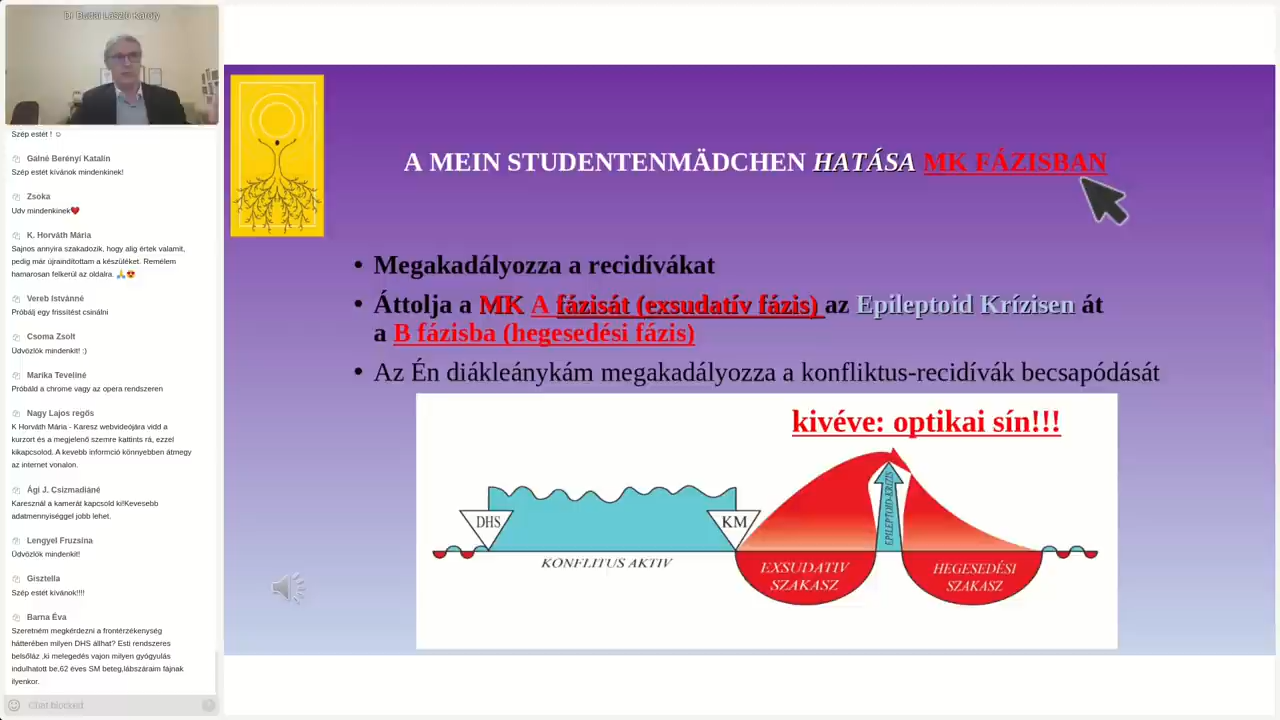 Dr Buttai László Károly
Szép estét ! ☺
Gálné Berényi Katalin
Szép estét kívánok mindenkinek!
Zsoka
Udv mindenkinek❤
K. Horváth Mária
Sajnos annyira szakadozik, hogy alig értek valamit,
pedig már újraindítottam a készüléket. Remélem
hamarosan felkerül az oldalra. 🙏😍
Vereb Istvánné
Próbálj egy frissítést csinálni
Csoma Zsolt
Üdvözlök mindenkit! :)
Marika Teveliné
Próbáld a chrome vagy az opera rendszeren
Nagy Lajos regős
K Horváth Mária - Karesz webvideójára vidd a
kurzort és a megjelenő szemre kattints rá, ezzel
kikapcsolod. A kevebb informció könnyebben átmegy
az internet vonalon.
Ági J. Csizmadiáné
Karesznál a kamerát kapcsold ki!Kevesebb
adatmennyiséggel jobb lehet.
Lengyel Fruzsina
Üdvözlök mindenkit!
Gisztella
Szép estét kívánok!!!!
Barna Éva
Szeretném megkérdezni a frontérzékenység
hátterében milyen DHS állhat? Esti rendszeres
belsőláz ,ki melegedés vajon milyen gyógyulás
indulhatott be,62 éves SM beteg,lábszáraim fájnak
ilyenkor.
Chat blocked
A MEIN STUDENTENMÄDCHEN HATÁSA MK FÁZISBAN
• Megakadályozza a recidívákat
• Áttolja a MK A fázisát (exsudatív fázis) az Epileptoid Krízisen át
a B fázisba (hegesedési fázis)
• Az Én diákleánykám megakadályozza a konfliktus-recidívák becsapódását
kivéve: optikai sín!!!
DHS
KM
EPILEPTOID KRIZIS
KONFLITUS AKTIV
EXSUDATIV
SZAKASZ
HEGESEDÉSI
SZAKASZ